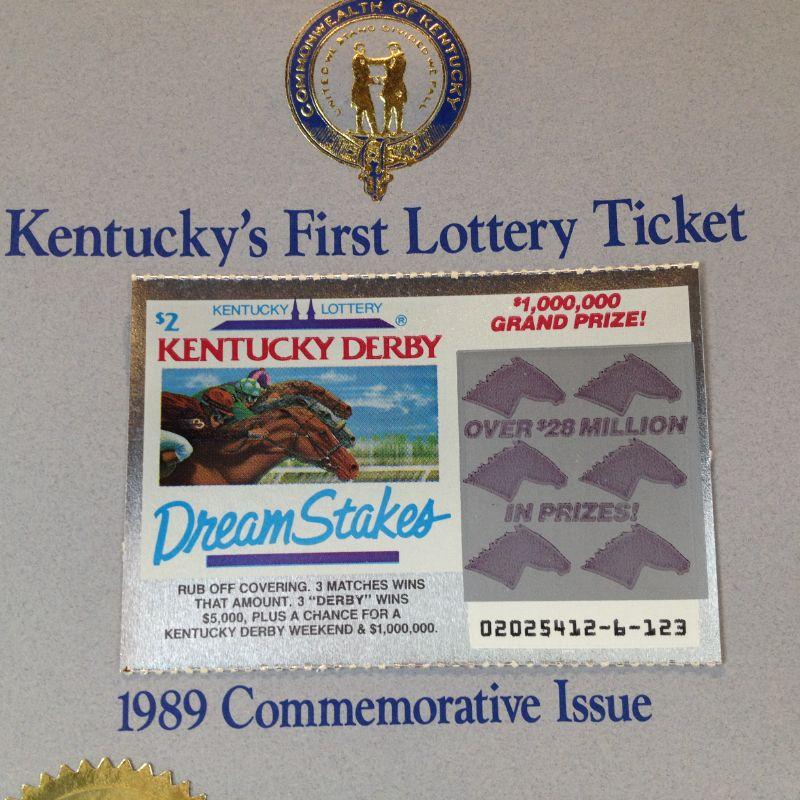 COMMONWEALTH OF KENTUCKY
UNITED WE STAND DIVIDED WE FALL
Kentucky's First Lottery Ticket
$2
KENTUCKY LOTTERY ®
$1,000,000
GRAND PRIZE!
KENTUCKY DERBY
OVER $28 MILLION
IN PRIZES!
DreamStakes
RUB OFF COVERING. 3 MATCHES WINS
THAT AMOUNT. 3 "DERBY" WINS
$5,000, PLUS A CHANCE FOR A
KENTUCKY DERBY WEEKEND & $1,000,000.
02025412-6-123
1989 Commemorative Issue